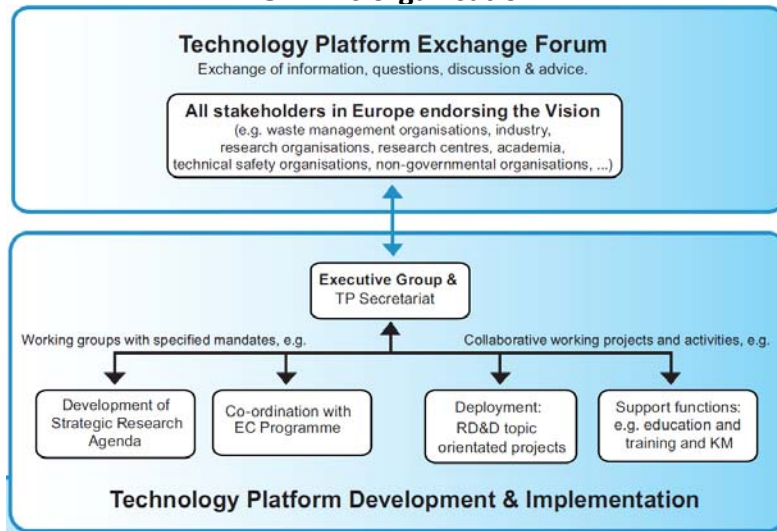 Technology Platform Exchange Forum
Exchange of information, questions, discussion & advice.
All stakeholders in Europe endorsing the Vision
(e.g. waste management organisations, industry,
research organisations, research centres, academia,
technical safety organisations, non-governmental organisations, ...)
Executive Group &
TP Secretariat
Working groups with specified mandates, e.g.
Collaborative working projects and activities, e.g.
Development of
Strategic Research
Agenda
Co-ordination with
EC Programme
Deployment:
RD&D topic
orientated projects
Support functions:
e.g. education and
training and KM
Technology Platform Development & Implementation